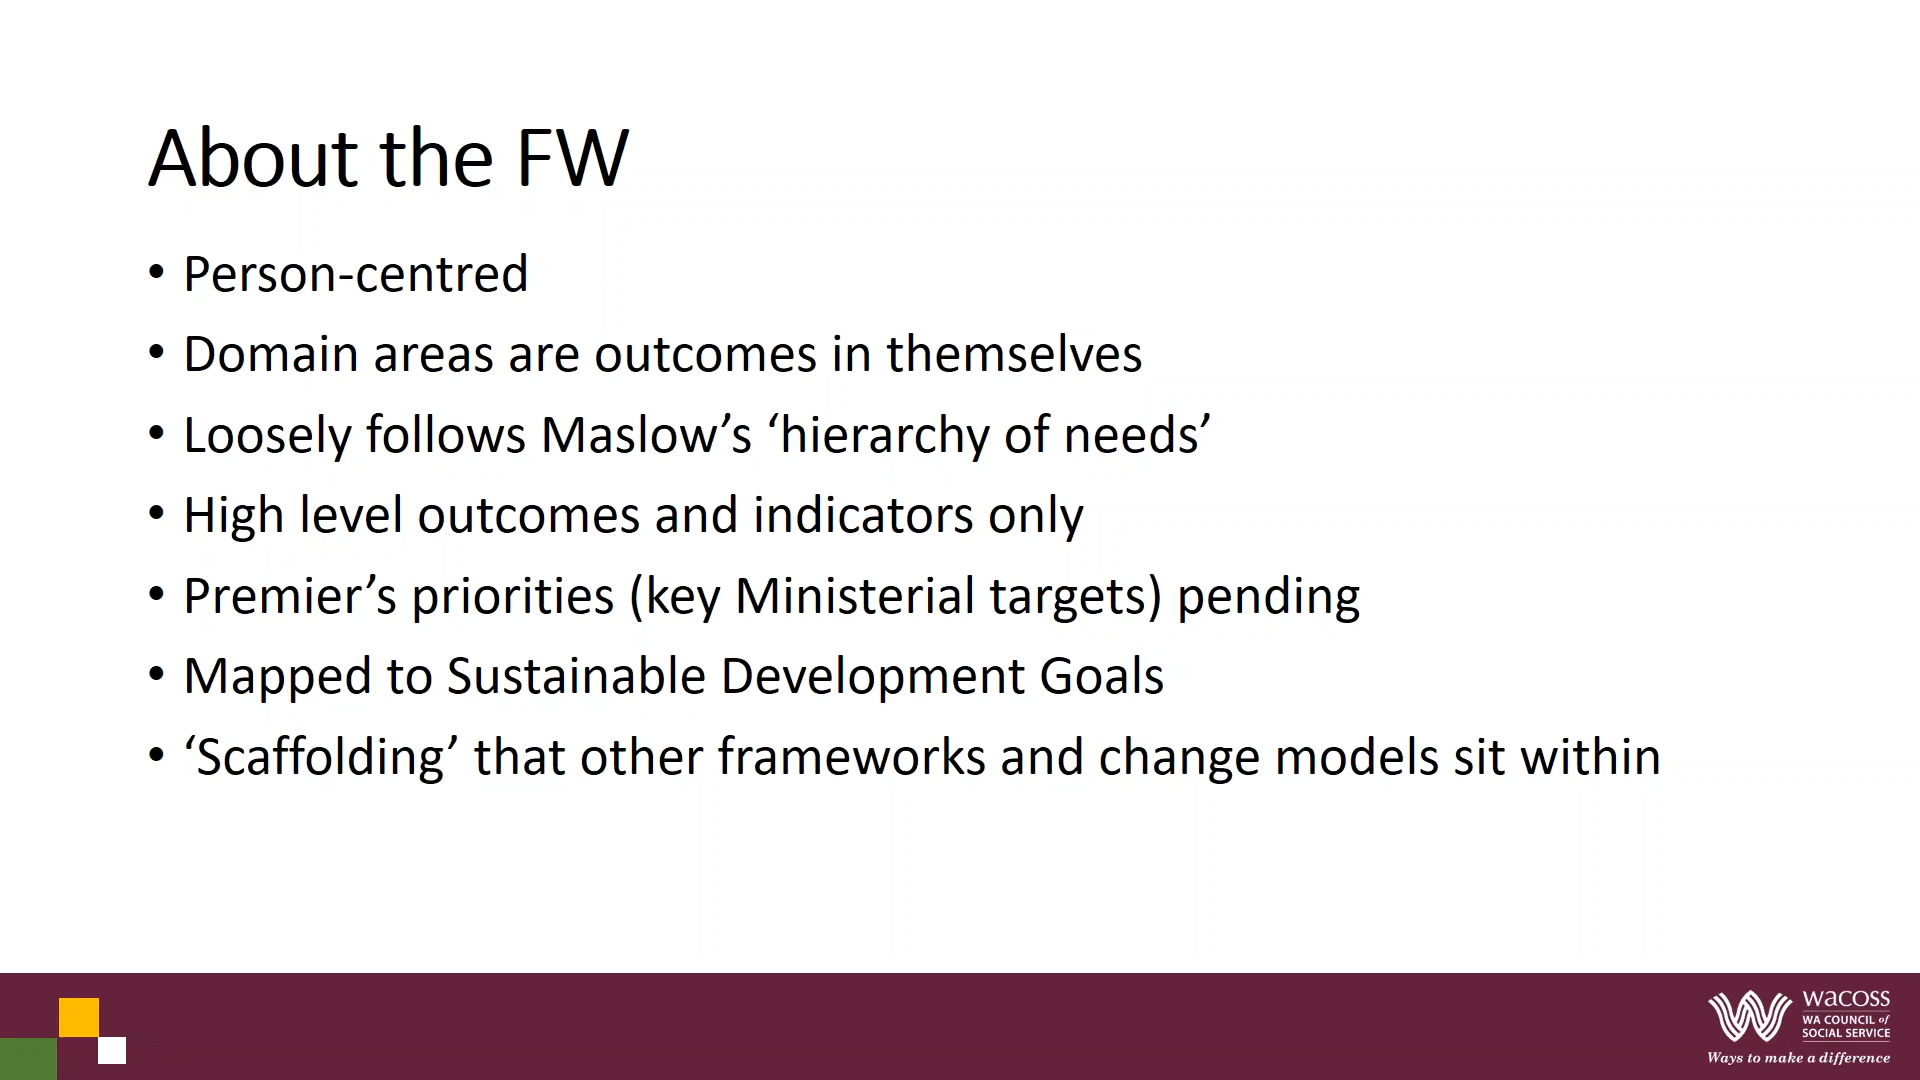 About the FW
• Person-centred
• Domain areas are outcomes in themselves
• Loosely follows Maslow’s ‘hierarchy of needs’
• High level outcomes and indicators only
• Premier’s priorities (key Ministerial targets) pending
• Mapped to Sustainable Development Goals
• ‘Scaffolding’ that other frameworks and change models sit within
wacoss
WA COUNCIL of
SOCIAL SERVICE
Ways to make a difference